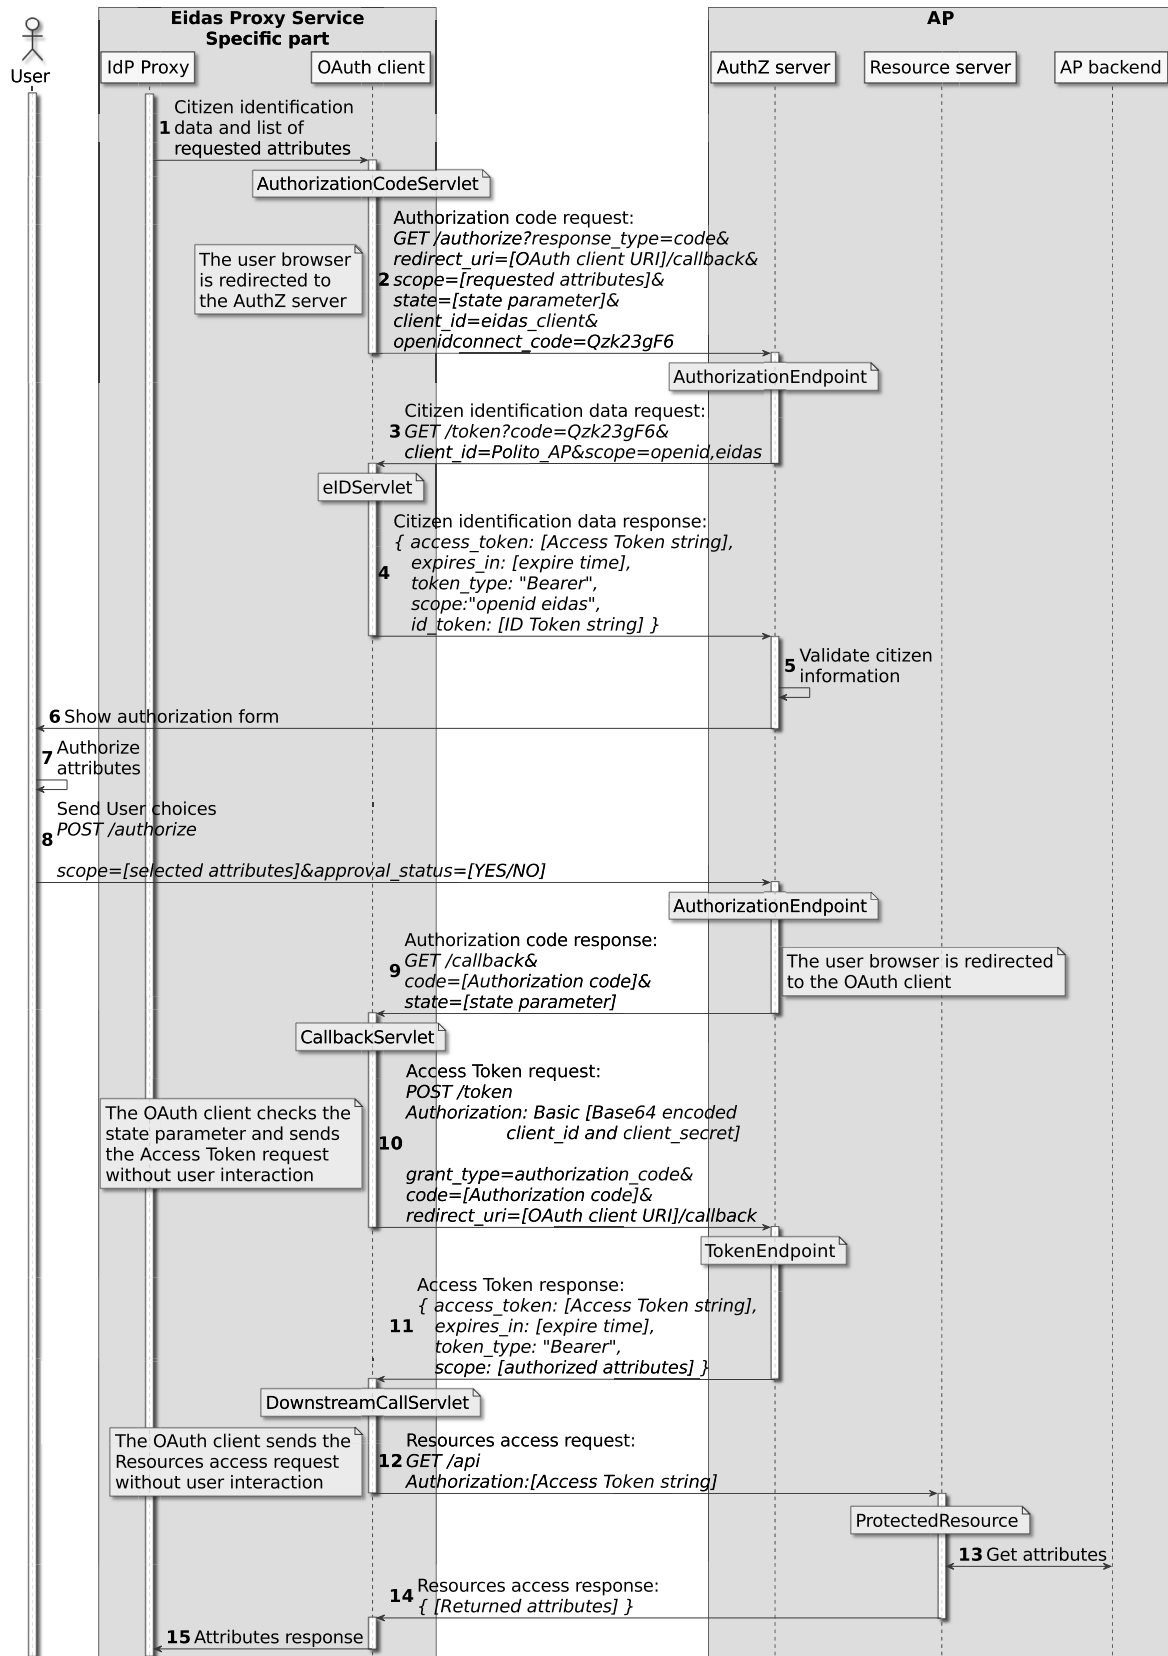 Eidas Proxy Service
Specific part
AP
User
IdP Proxy
OAuth client
AuthZ server
Resource server
AP backend
1
Citizen identification
data and list of
requested attributes
AuthorizationCodeServlet
The user browser
is redirected to
the AuthZ server
2
Authorization code request:
GET /authorize?response_type=code&
redirect_uri=[OAuth client URI]/callback&
scope=[requested attributes]&
state=[state parameter]&
client_id=eidas_client&
openidconnect_code=Qzk23gF6
AuthorizationEndpoint
3
Citizen identification data request:
GET /token?code=Qzk23gF6&
client_id=Polito_AP&scope=openid,eidas
eIDServlet
4
Citizen identification data response:
{ access_token: [Access Token string],
expires_in: [expire time],
token_type: "Bearer",
scope:"openid eidas",
id_token: [ID Token string] }
5
Validate citizen
information
6 Show authorization form
7
Authorize
attributes
8
Send User choices
POST /authorize
scope=[selected attributes]&approval_status=[YES/NO]
AuthorizationEndpoint
9
Authorization code response:
GET /callback&
code=[Authorization code]&
state=[state parameter]
The user browser is redirected
to the OAuth client
CallbackServlet
The OAuth client checks the
state parameter and sends
the Access Token request
without user interaction
10
Access Token request:
POST /token
Authorization: Basic [Base64 encoded
client_id and client_secret]
grant_type=authorization_code&
code=[Authorization code]&
redirect_uri=[OAuth client URI]/callback
TokenEndpoint
11
Access Token response:
{ access_token: [Access Token string],
expires_in: [expire time],
token_type: "Bearer",
scope: [authorized attributes] }
DownstreamCallServlet
The OAuth client sends the
Resources access request
without user interaction
12
Resources access request:
GET /api
Authorization:[Access Token string]
ProtectedResource
13 Get attributes
14
Resources access response:
{ [Returned attributes] }
15 Attributes response